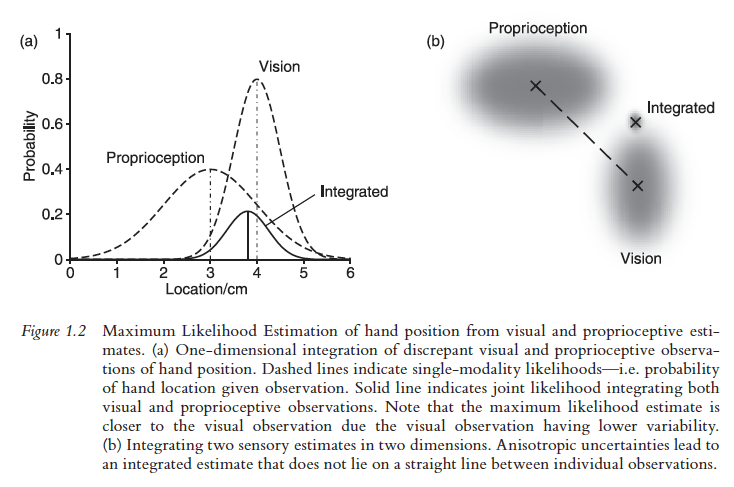 (a)
1
0.8
0.6
0.4
0.2
0
Probability
Vision
Proprioception
Integrated
0 1 2 3 4 5 6
Location/cm
(b)
Proprioception
Integrated
Vision
Figure 1.2 Maximum Likelihood Estimation of hand position from visual and proprioceptive esti-
mates. (a) One-dimensional integration of discrepant visual and proprioceptive observa-
tions of hand position. Dashed lines indicate single-modality likelihoods—i.e. probability
of hand location given observation. Solid line indicates joint likelihood integrating both
visual and proprioceptive observations. Note that the maximum likelihood estimate is
closer to the visual observation due the visual observation having lower variability.
(b) Integrating two sensory estimates in two dimensions. Anisotropic uncertainties lead to
an integrated estimate that does not lie on a straight line between individual observations.